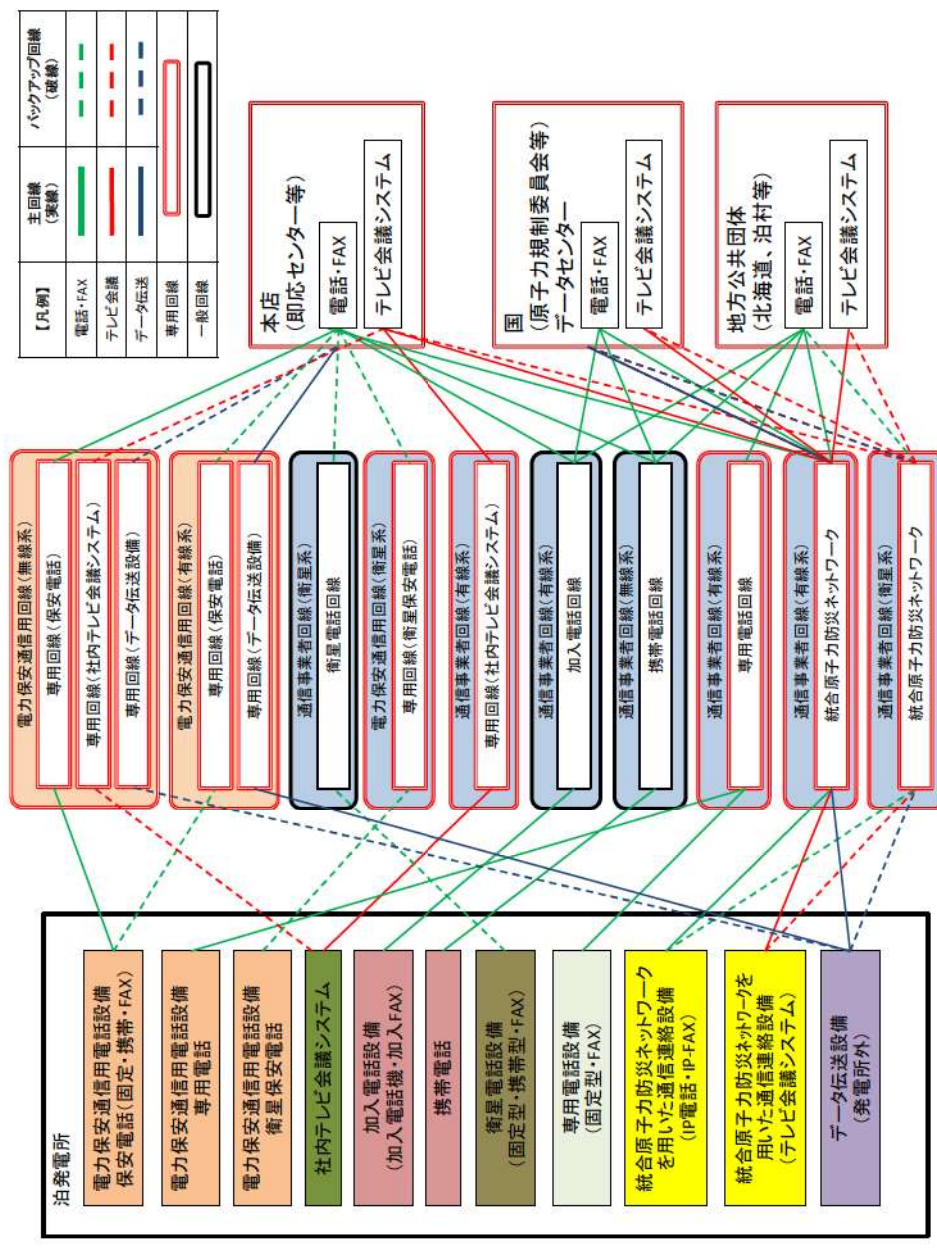 泊発電所
電力保安通信用電話設備
保安電話(固定・携帯・FAX)
電力保安通信用電話設備
専用電話
電力保安通信用電話設備
衛星保安電話
社内テレビ会議システム
加入電話設備
(加入電話機・加入FAX)
携帯電話
衛星電話設備
(固定型・携帯型・FAX)
専用電話設備
(固定型・FAX)
統合原子力防災ネットワーク
を用いた通信連絡設備
(IP電話・IP-FAX)
統合原子力防災ネットワークを
用いた通信連絡設備
(テレビ会議システム)
データ伝送設備
(発電所外)
電力保安通信用回線(無線系)
専用回線(保安電話)
専用回線(社内テレビ会議システム)
専用回線(データ伝送設備)
電力保安通信用回線(有線系)
専用回線(保安電話)
専用回線(データ伝送設備)
通信事業者回線(衛星系)
衛星電話回線
電力保安通信用回線(衛星系)
専用回線(衛星保安電話)
通信事業者回線(有線系)
専用回線(社内テレビ会議システム)
通信事業者回線(有線系)
加入電話回線
通信事業者回線(無線系)
携帯電話回線
通信事業者回線(有線系)
専用電話回線
通信事業者回線(有線系)
統合原子力防災ネットワーク
通信事業者回線(衛星系)
統合原子力防災ネットワーク
【凡例】
主回線
(実線)
バックアップ回線
(破線)
電話・FAX
テレビ会議
データ伝送
専用回線
一般回線
本店
(即応センター等)
電話・FAX
テレビ会議システム
国
(原子力規制委員会等)
データセンター
電話・FAX
テレビ会議システム
地方公共団体
(北海道、泊村等)
電話・FAX
テレビ会議システム